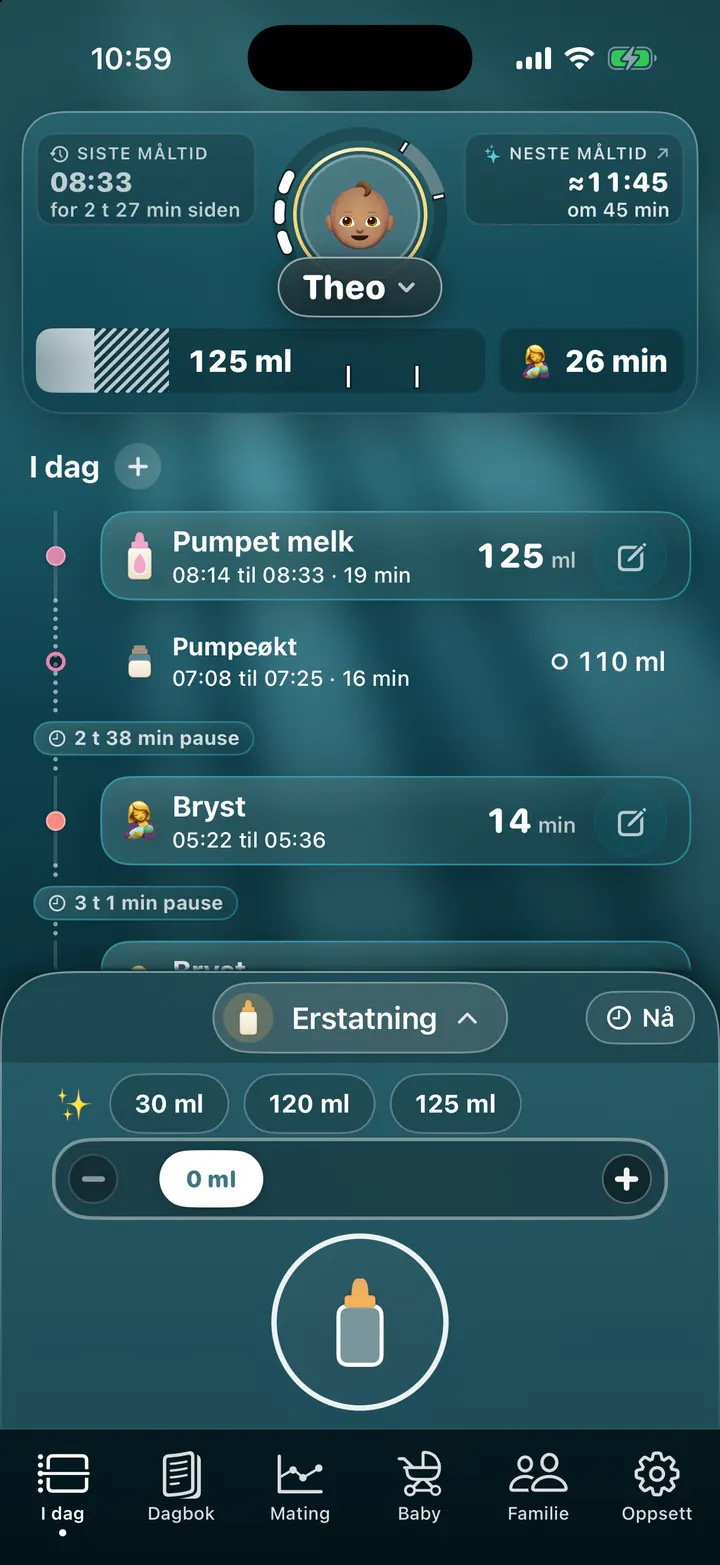 10:59
SISTE MÅLTID
08:33
for 2 t 27 min siden
NESTE MÅLTID
≈11:45
om 45 min
Theo
125 ml
26 min
I dag
Pumpet melk
08:14 til 08:33 · 19 min
125 ml
Pumpeøkt
07:08 til 07:25 · 16 min
110 ml
2 t 38 min pause
Bryst
05:22 til 05:36
14 min
3 t 1 min pause
Bryst
Erstatning
Nå
30 ml
120 ml
125 ml
0 ml
I dag
Dagbok
Mating
Baby
Familie
Oppsett